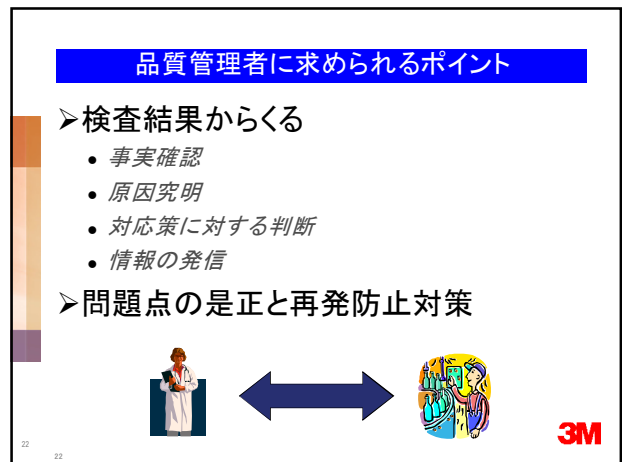 品質管理者に求められるポイント
➢検査結果からくる
• 事実確認
• 原因究明
• 対応策に対する判断
• 情報の発信
➢問題点の是正と再発防止対策
3M
22
22